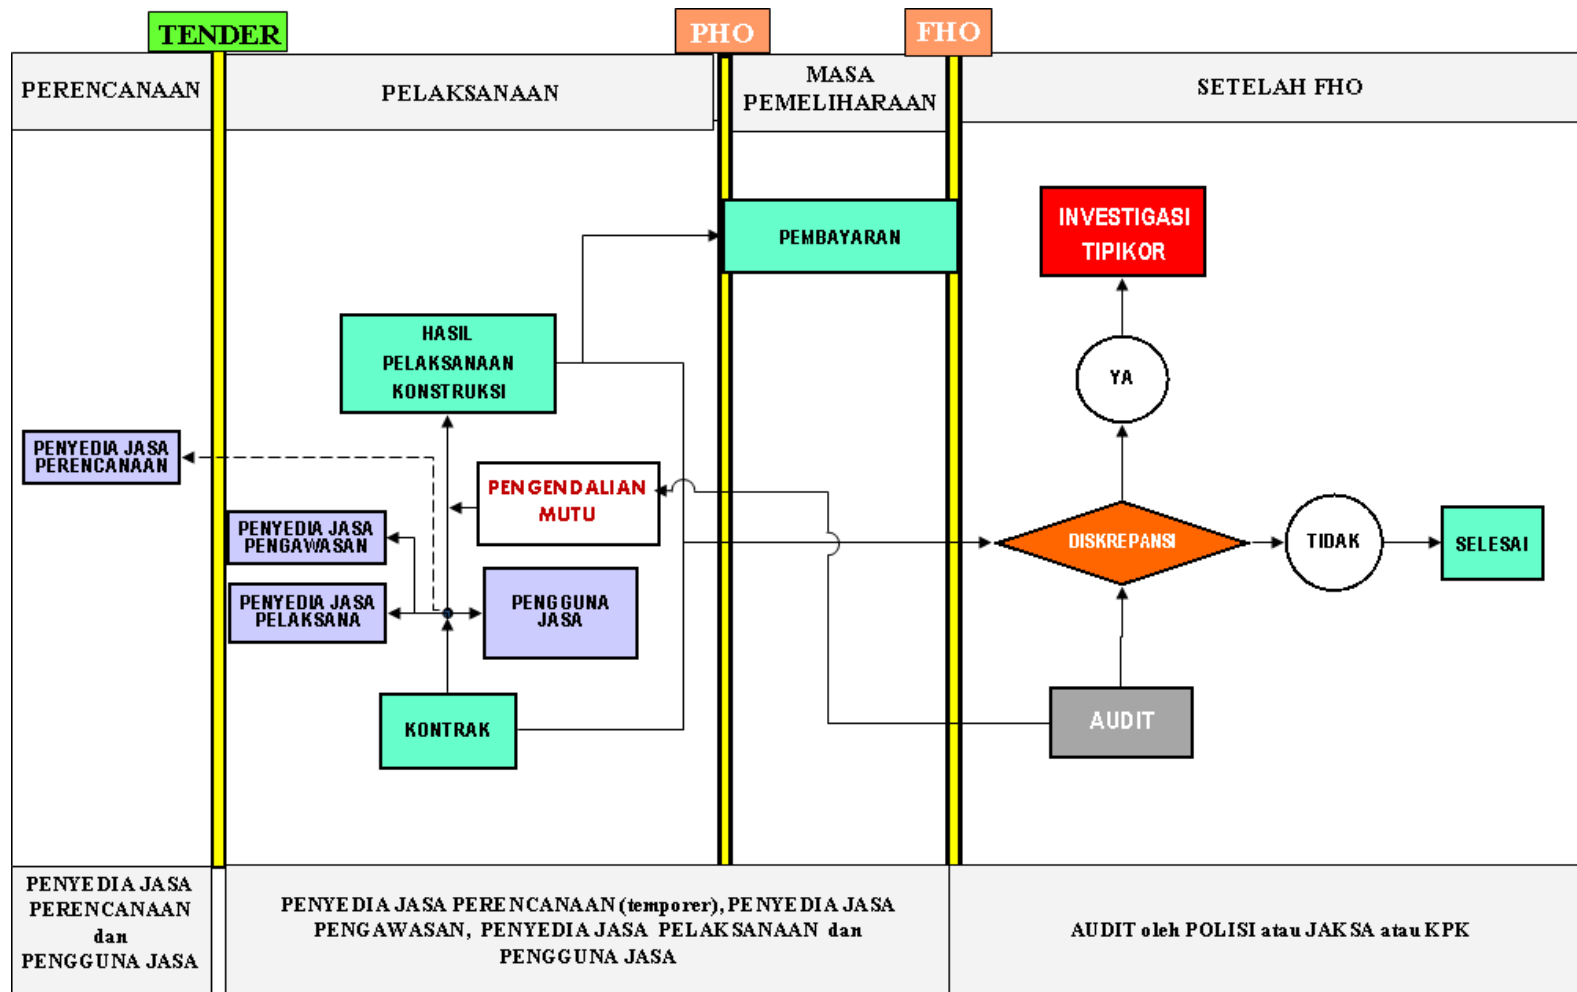 TENDER
PHO
FHO
PERENCANAAN
PELAKSANAAN
MASA
PEMELIHARAAN
SETELAH FHO
INVESTIGASI
TIPIKOR
PEMBAYARAN
HASIL
PELAKSANAAN
KONSTRUKSI
YA
PENYEDIA JASA
PERENCANAAN
PENGENDALIAN
MUTU
PENYEDIA JASA
PENGAWASAN
DISKREPANSI
TIDAK
SELESAI
PENYEDIA JASA
PELAKSANA
PENGGUNA
JASA
KONTRAK
AUDIT
PENYEDIA JASA
PERENCANAAN
dan
PENGGUNA JASA
PENYEDIA JASA PERENCANAAN (temporer), PENYEDIA JASA
PENGAWASAN, PENYEDIA JASA PELAKSANAAN dan
PENGGUNA JASA
AUDIT oleh POLISI atau JAKSA atau KPK